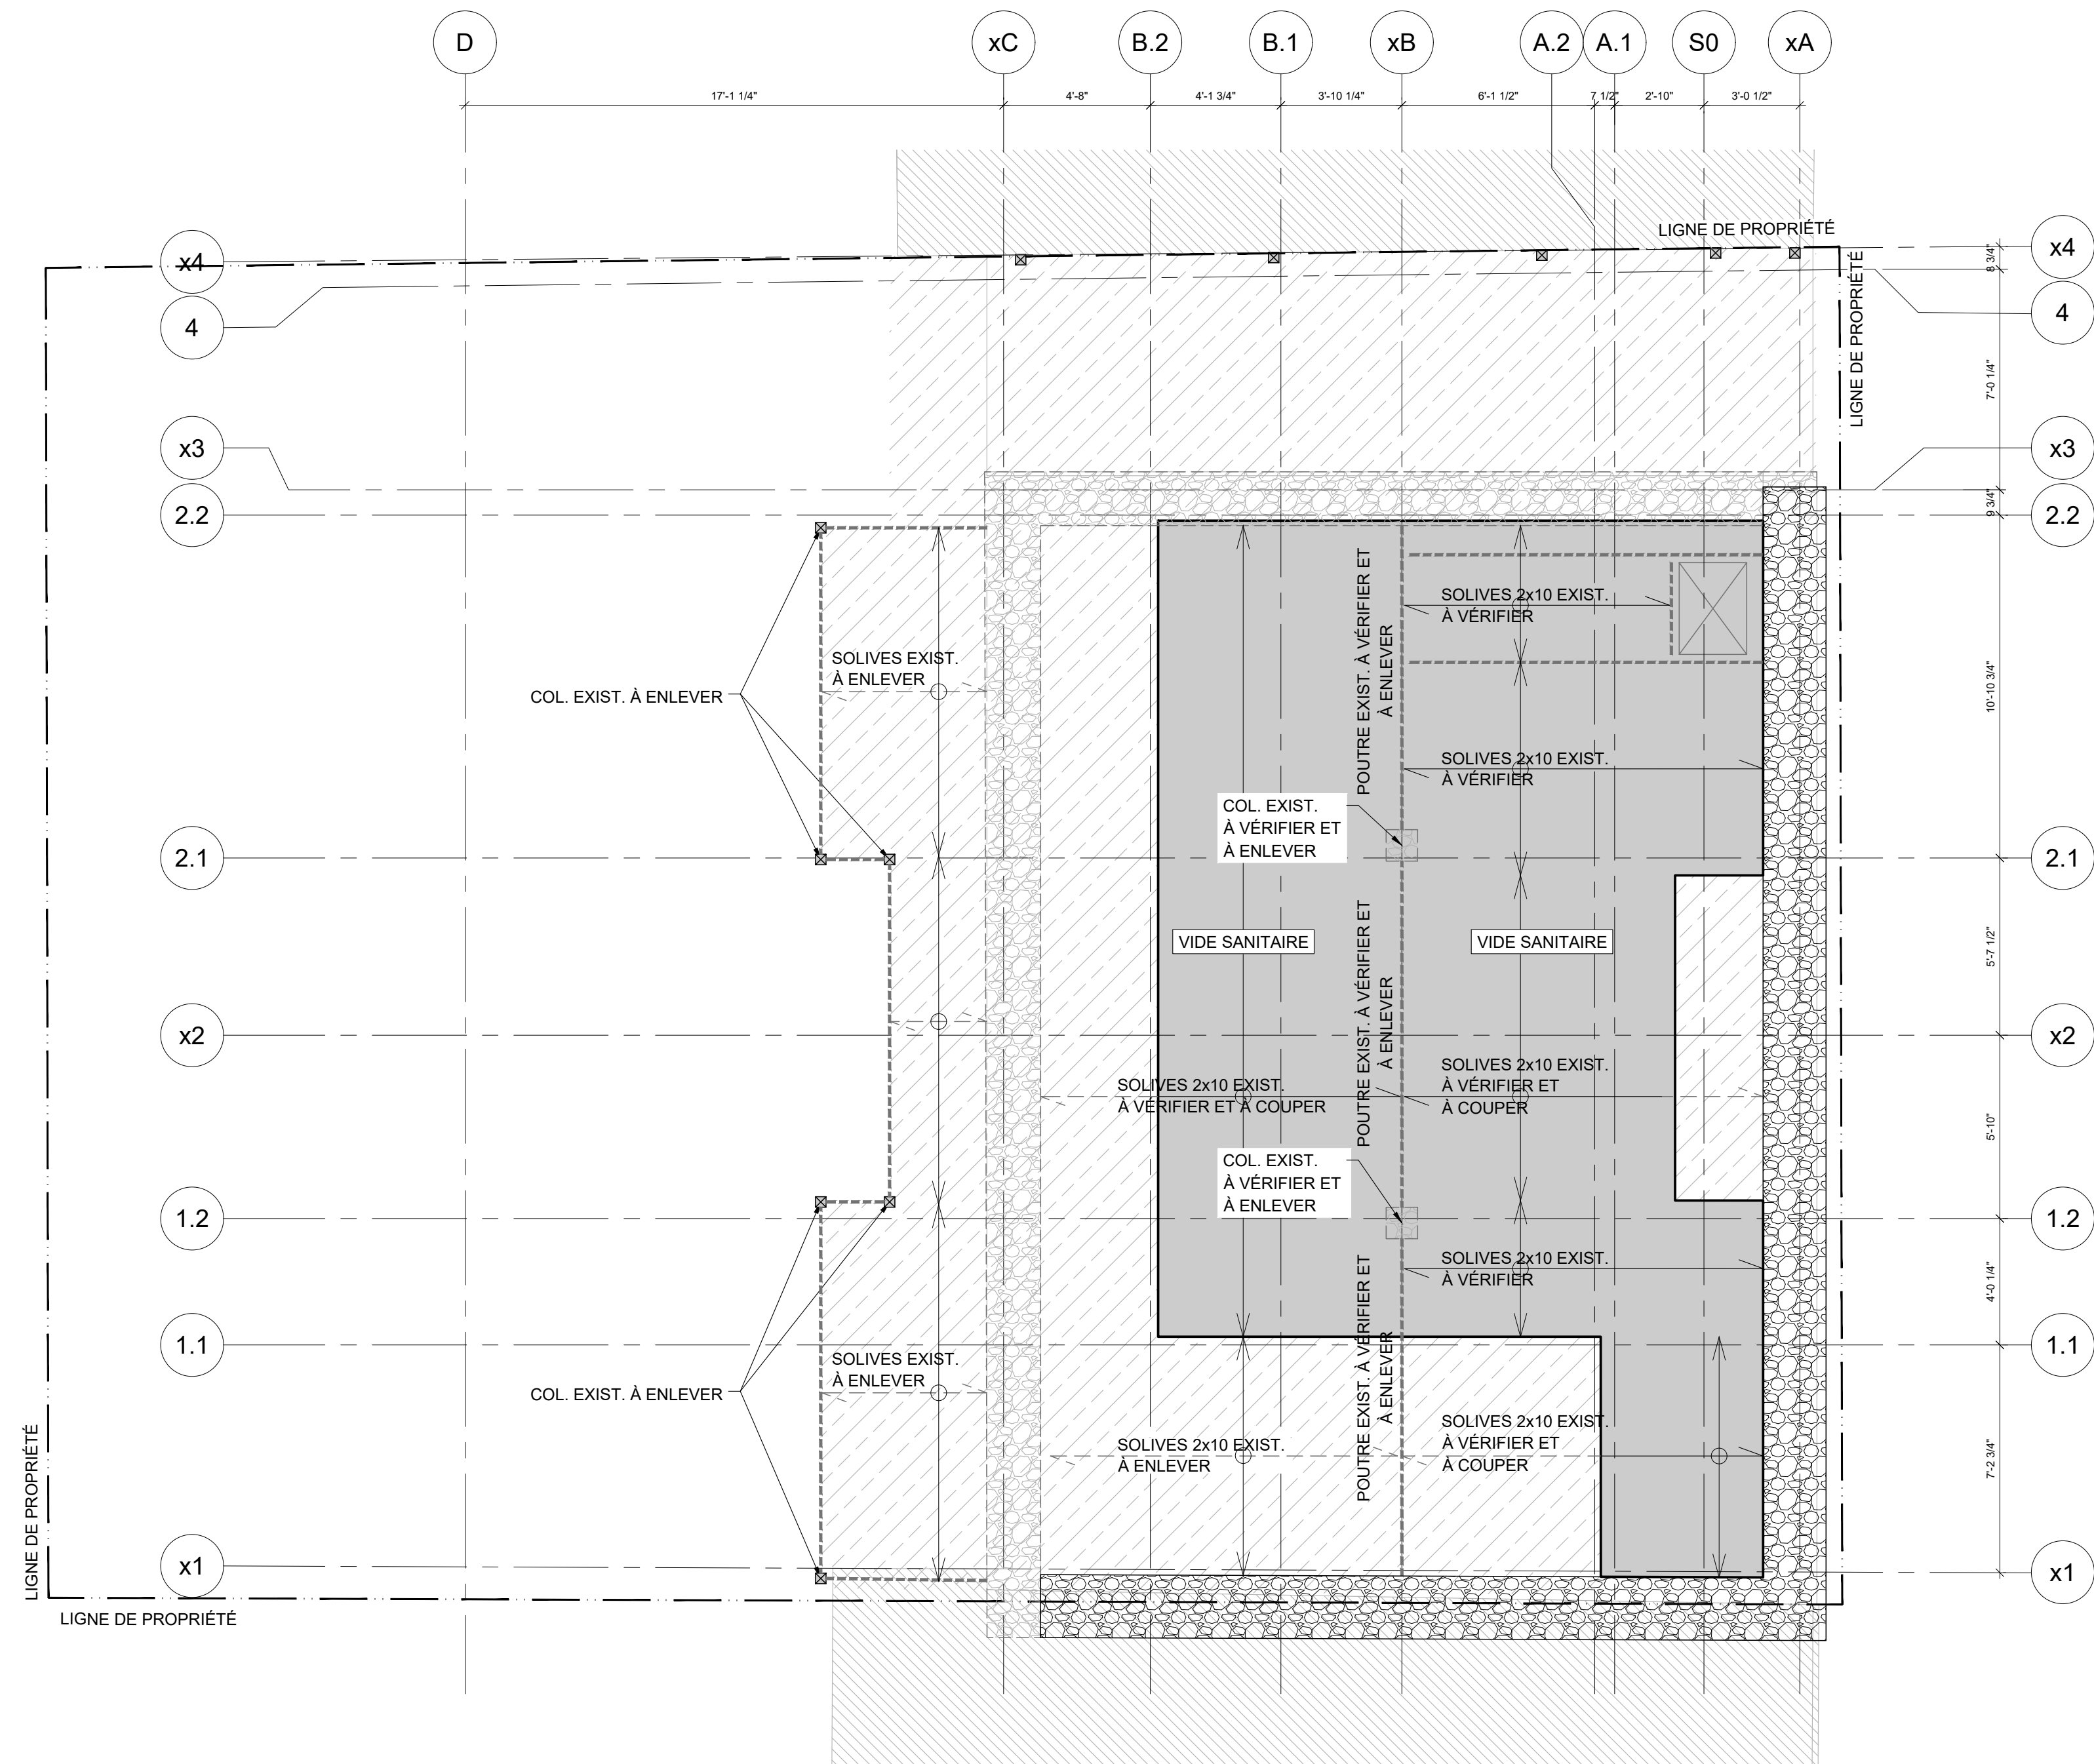 D
xC
B.2
B.1
xB
A.2
A.1
S0
xA
17'-1 1/4"
4'-8"
4'-1 3/4"
3'-10 1/4"
6'-1 1/2"
7 1/2"
2'-10"
3'-0 1/2"
LIGNE DE PROPRIÉTÉ
x4
x4
8 3/4"
LIGNE DE PROPRIÉTÉ
4
4
7'-0 1/4"
x3
x3
9 3/4"
2.2
2.2
POUTRE EXIST. À VÉRIFIER ET
À ENLEVER
SOLIVES 2x10 EXIST.
À VÉRIFIER
SOLIVES EXIST.
À ENLEVER
COL. EXIST. À ENLEVER
10'-10 3/4"
SOLIVES 2x10 EXIST.
À VÉRIFIER
COL. EXIST.
À VÉRIFIER ET
À ENLEVER
2.1
2.1
VIDE SANITAIRE
POUTRE EXIST. À VÉRIFIER ET
À ENLEVER
VIDE SANITAIRE
5'-7 1/2"
x2
x2
SOLIVES 2x10 EXIST.
À VÉRIFIER ET À COUPER
SOLIVES 2x10 EXIST.
À VÉRIFIER ET
À COUPER
5'-10"
COL. EXIST.
À VÉRIFIER ET
À ENLEVER
1.2
1.2
SOLIVES 2x10 EXIST.
À VÉRIFIER
4'-0 1/4"
1.1
1.1
POUTRE EXIST. À VÉRIFIER ET
À ENLEVER
SOLIVES EXIST.
À ENLEVER
COL. EXIST. À ENLEVER
SOLIVES 2x10 EXIST.
À ENLEVER
SOLIVES 2x10 EXIST.
À VÉRIFIER ET
À COUPER
7'-2 3/4"
LIGNE DE PROPRIÉTÉ
x1
x1
LIGNE DE PROPRIÉTÉ